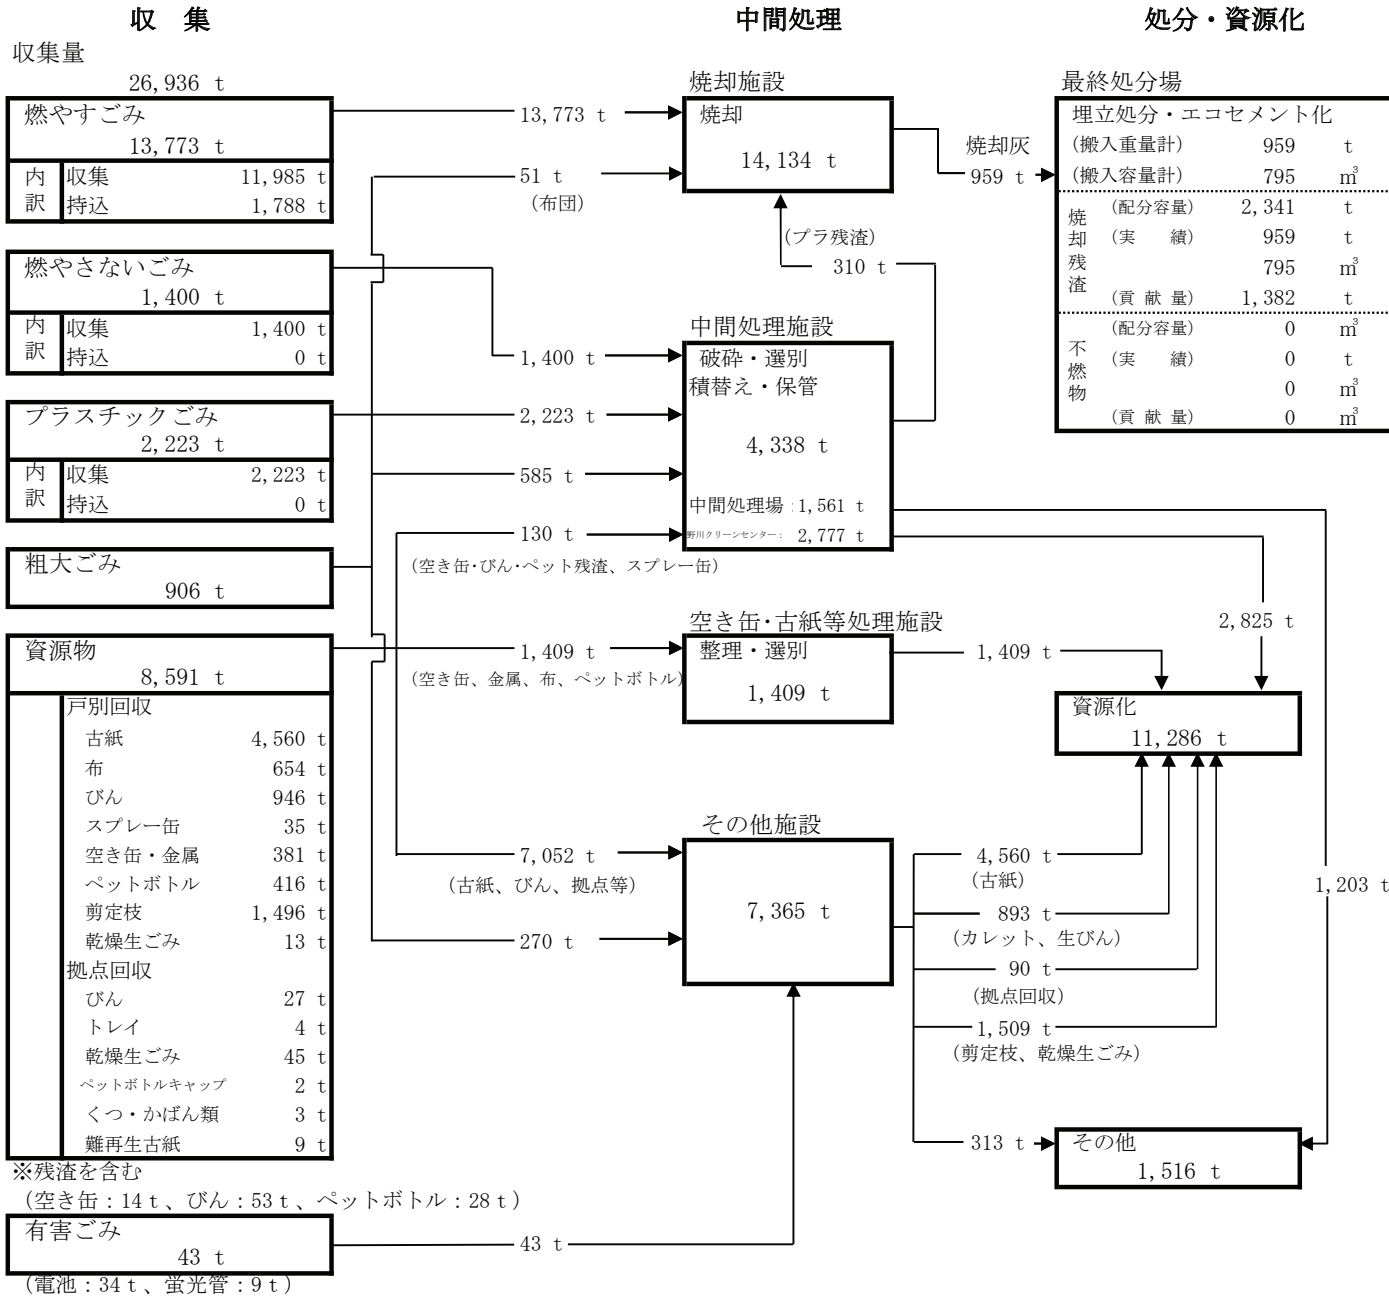 収 集
収集量
26,936 t
燃やすごみ
13,773 t
内訳
収集 11,985 t
持込 1,788 t
燃やさないごみ
1,400 t
内訳
収集 1,400 t
持込 0 t
プラスチックごみ
2,223 t
内訳
収集 2,223 t
持込 0 t
粗大ごみ
906 t
資源物
8,591 t
戸別回収
古紙 4,560 t
布 654 t
びん 946 t
スプレー缶 35 t
空き缶・金属 381 t
ペットボトル 416 t
剪定枝 1,496 t
乾燥生ごみ 13 t
拠点回収
びん 27 t
トレイ 4 t
乾燥生ごみ 45 t
ペットボトルキャップ 2 t
くつ・かばん類 3 t
難再生古紙 9 t
※残渣を含む
（空き缶：14ｔ、びん：53ｔ、ペットボトル：28ｔ）
有害ごみ
43 t
（電池：34ｔ、蛍光管：9ｔ）
13,773 t
51 t
（布団）
1,400 t
2,223 t
585 t
130 t
（空き缶・びん・ペット残渣、スプレー缶）
1,409 t
（空き缶、金属、布、ペットボトル）
7,052 t
（古紙、びん、拠点等）
270 t
43 t
中間処理
焼却施設
焼却
14,134 t
（プラ残渣）
310 t
中間処理施設
破砕・選別
積替え・保管
4,338 t
中間処理場：1,561 t
野川クリーンセンター： 2,777 t
空き缶・古紙等処理施設
整理・選別
1,409 t
その他施設
7,365 t
焼却灰
959 t
1,409 t
2,825 t
4,560 t
（古紙）
893 t
（カレット、生びん）
90 t
（拠点回収）
1,509 t
（剪定枝、乾燥生ごみ）
313 t
1,203 t
処分・資源化
最終処分場
埋立処分・エコセメント化
（搬入重量計） 959 t
（搬入容量計） 795 ㎥
焼却残渣
（配分容量） 2,341 t
（実　績） 959 t
795 ㎥
（貢 献 量） 1,382 t
不燃物
（配分容量） 0 ㎥
（実　績） 0 t
0 ㎥
（貢 献 量） 0 ㎥
資源化
11,286 t
その他
1,516 t